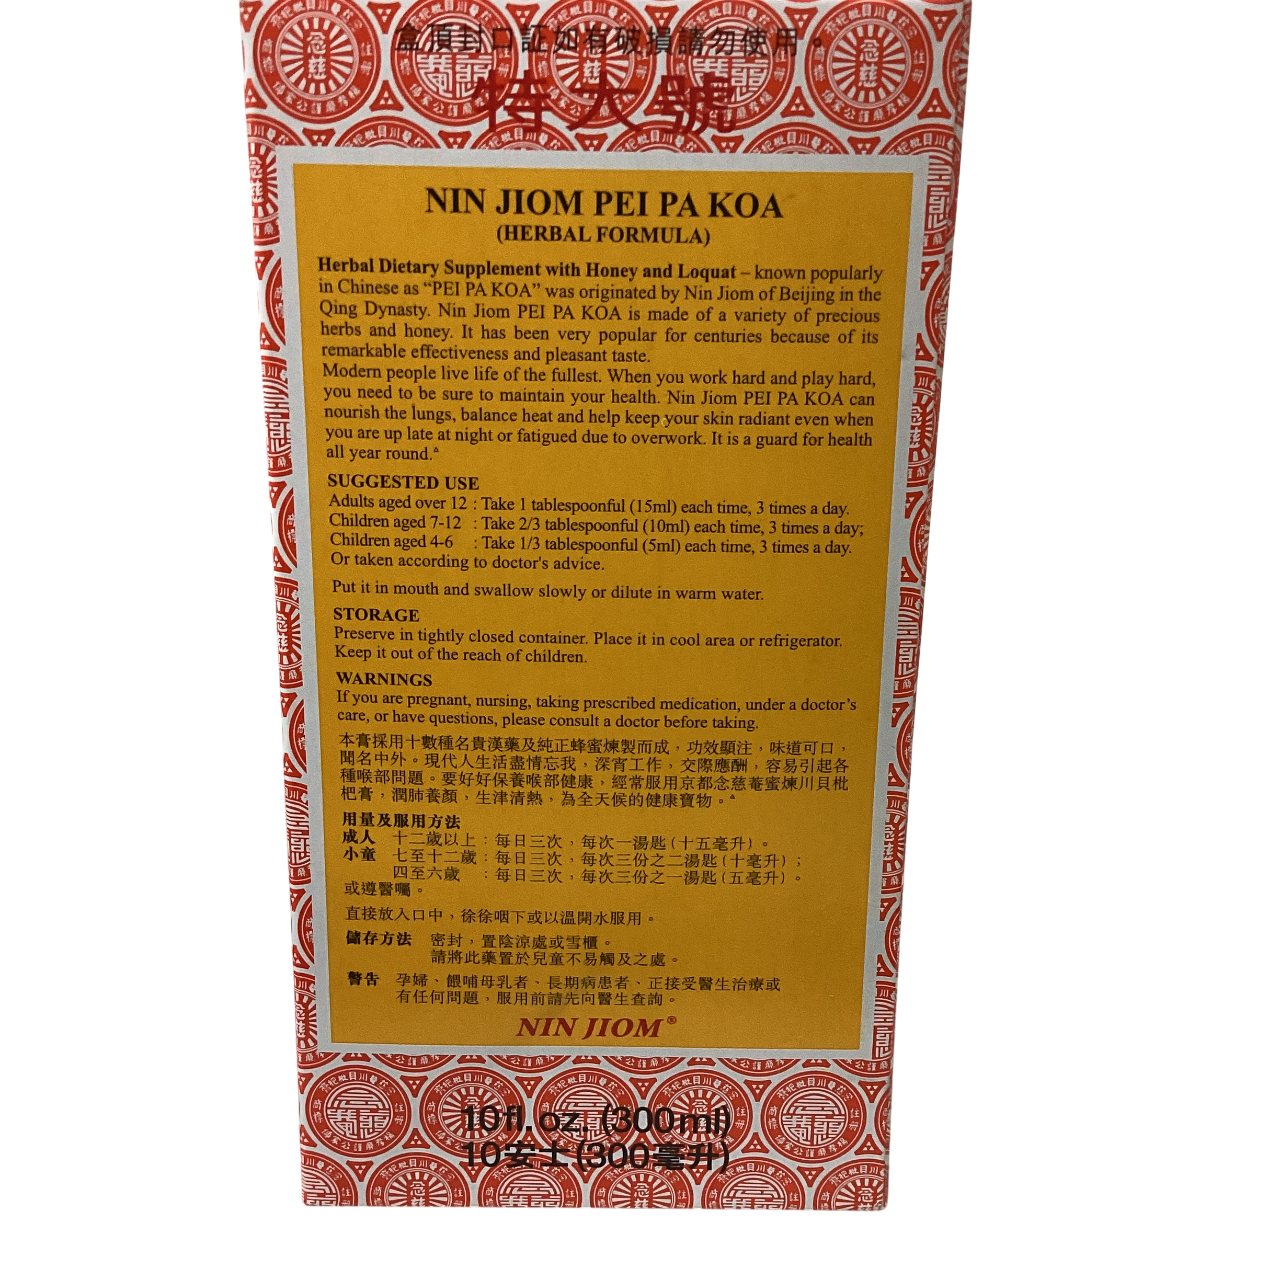 盒頂封口証如有破損請勿使用。
特大號
NIN JIOM PEI PA KOA
(HERBAL FORMULA)
Herbal Dietary Supplement with Honey and Loquat – known popularly
in Chinese as “PEI PA KOA” was originated by Nin Jiom of Beijing in the
Qing Dynasty. Nin Jiom PEI PA KOA is made of a variety of precious
herbs and honey. It has been very popular for centuries because of its
remarkable effectiveness and pleasant taste.
Modern people live life of the fullest. When you work hard and play hard,
you need to be sure to maintain your health. Nin Jiom PEI PA KOA can
nourish the lungs, balance heat and help keep your skin radiant even when
you are up late at night or fatigued due to overwork. It is a guard for health
all year round.△
SUGGESTED USE
Adults aged over 12 : Take 1 tablespoonful (15ml) each time, 3 times a day.
Children aged 7-12 : Take 2/3 tablespoonful (10ml) each time, 3 times a day;
Children aged 4-6 : Take 1/3 tablespoonful (5ml) each time, 3 times a day.
Or taken according to doctor's advice.
Put it in mouth and swallow slowly or dilute in warm water.
STORAGE
Preserve in tightly closed container. Place it in cool area or refrigerator.
Keep it out of the reach of children.
WARNINGS
If you are pregnant, nursing, taking prescribed medication, under a doctor’s
care, or have questions, please consult a doctor before taking.
本膏採用十數種名貴漢藥及純正蜂蜜煉製而成，功效顯注，味道可口，
聞名中外。現代人生活盡情忘我，深宵工作，交際應酬，容易引起各
種喉部問題。要好好保養喉部健康，經常服用京都念慈菴蜜煉川貝枇
杷膏，潤肺養顏，生津清熱，為全天候的健康寶物。△
用量及服用方法
成人 十二歲以上：每日三次，每次一湯匙(十五毫升)。
小童 七至十二歲：每日三次，每次三份之二湯匙(十毫升)；
四至六歲 ：每日三次，每次三份之一湯匙(五毫升)。
或遵醫囑。
直接放入口中，徐徐咽下或以溫開水服用。
儲存方法 密封，置陰涼處或雪櫃。
請將此藥置於兒童不易觸及之處。
警告 孕婦、餵哺母乳者、長期病患者、正接受醫生治療或
有任何問題，服用前請先向醫生查詢。
NIN JIOM®
10fl.oz. (300ml)
10安士(300毫升)